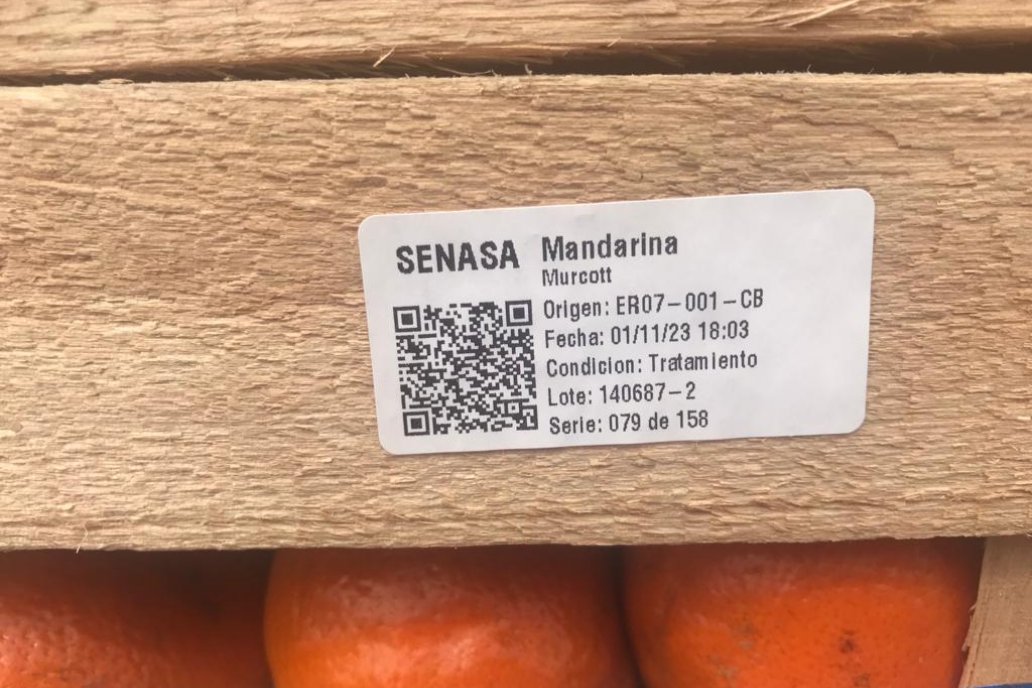 SENASA
Mandarina
Murcott
Origen: ER07-001-CB
Fecha: 01/11/23 18:03
Condicion: Tratamiento
Lote: 140687-2
Serie: 079 de 158